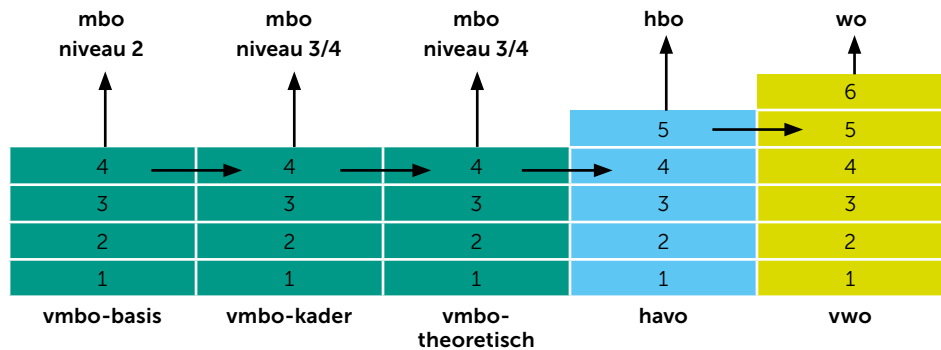 mbo
niveau 2
mbo
niveau 3/4
mbo
niveau 3/4
hbo
wo
6
5
5
4
4
4
4
4
3
3
3
3
3
2
2
2
2
2
1
1
1
1
1
vmbo-basis
vmbo-kader
vmbo-
theoretisch
havo
vwo